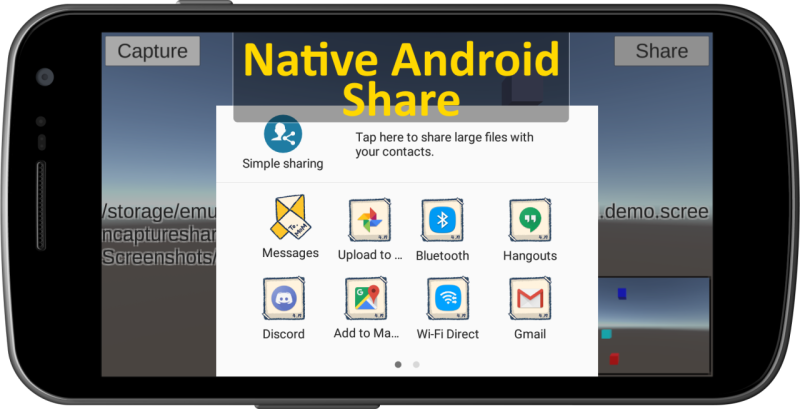 Capture
Native Android
Share
Share
Simple sharing
Tap here to share large files with
your contacts.
/storage/emu
.demo.scree
ncaptureshar
Screenshots/
Messages
Upload to ...
Bluetooth
Hangouts
Discord
Add to Ma...
Wi-Fi Direct
Gmail